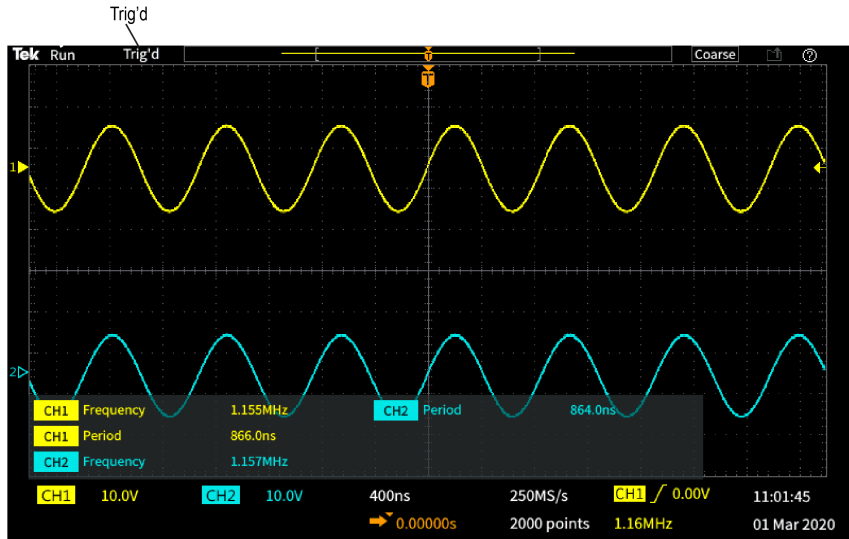 Trig'd
Tek Run Trig'd T Coarse ?
T
1
2
CH1 Frequency 1.155MHz CH2 Period 864.0ns
CH1 Period 866.0ns
CH2 Frequency 1.157MHz
CH1 10.0V CH2 10.0V 400ns 250MS/s CH1 0.00V 11:01:45
0.00000s 2000 points 1.16MHz 01 Mar 2020